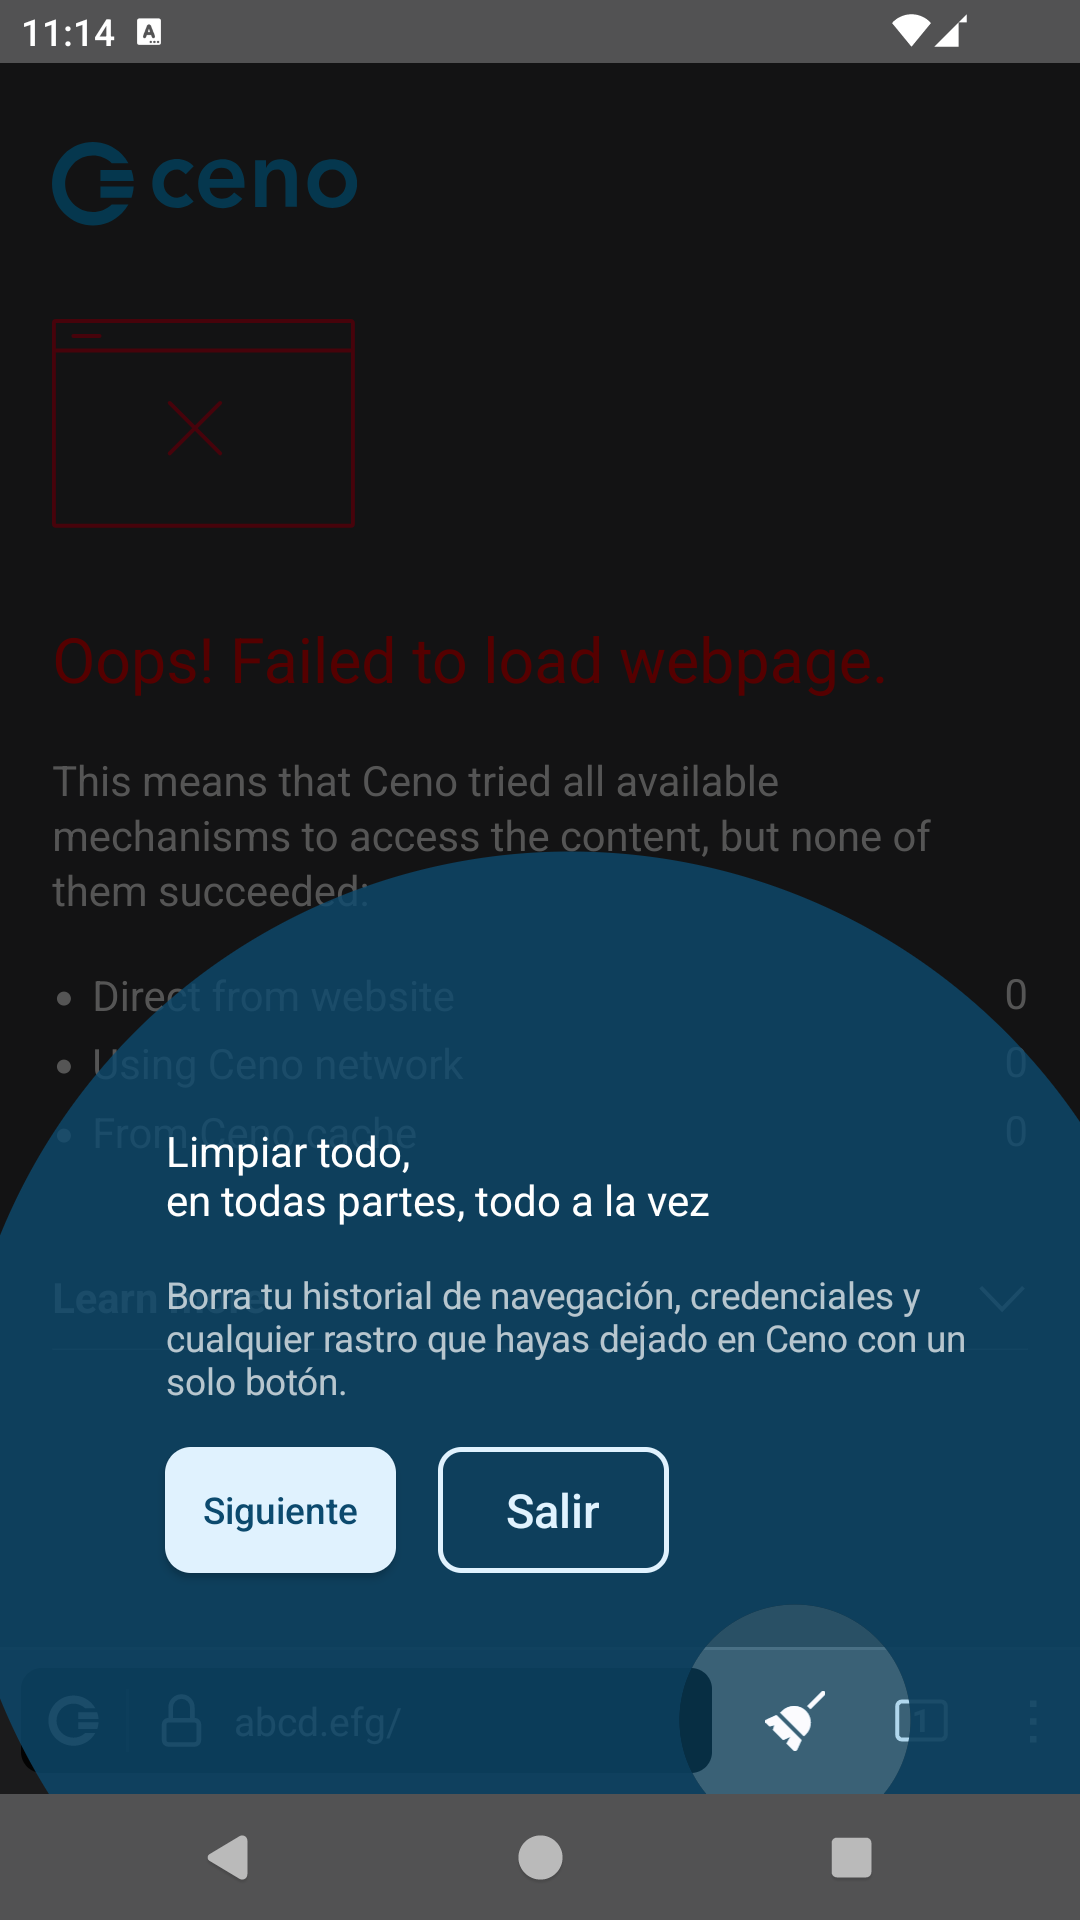 11:14
ceno
Oops! Failed to load webpage.
This means that Ceno tried all available
mechanisms to access the content, but none of
them succeeded:
Direct from website 0
Using Ceno network 0
From Ceno cache 0
Limpiar todo,
en todas partes, todo a la vez
Learn more
Borra tu historial de navegación, credenciales y
cualquier rastro que hayas dejado en Ceno con un
solo botón.
Siguiente
Salir
abcd.efg/
1